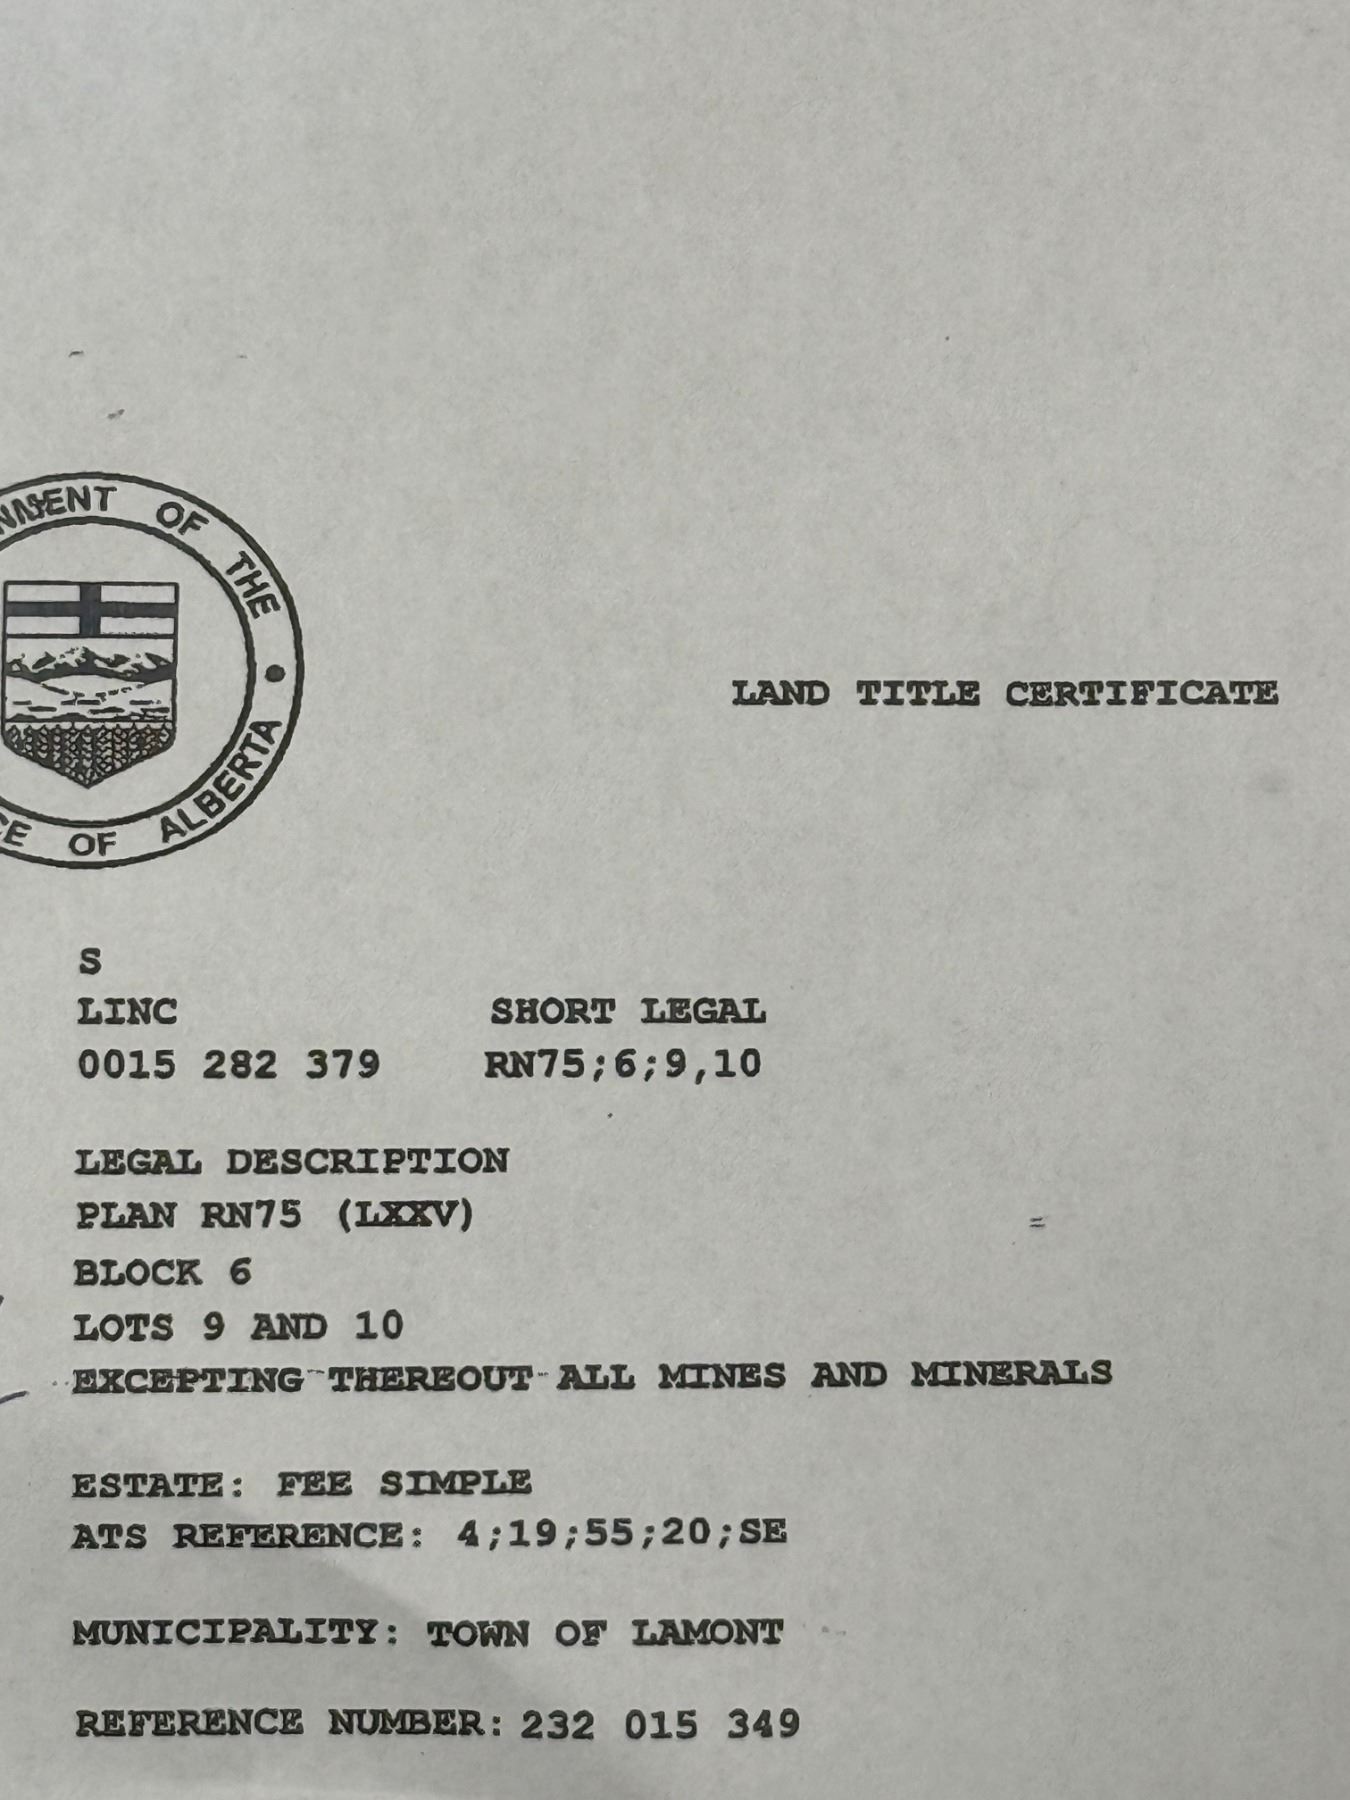 OF THE
OF ALBERTA
LAND TITLE CERTIFICATE
S
LINC SHORT LEGAL
0015 282 379 RN75;6;9,10
LEGAL DESCRIPTION
PLAN RN75 (LXXV)
BLOCK 6
LOTS 9 AND 10
EXCEPTING THEREOUT ALL MINES AND MINERALS
ESTATE: FEE SIMPLE
ATS REFERENCE: 4;19;55;20;SE
MUNICIPALITY: TOWN OF LAMONT
REFERENCE NUMBER: 232 015 349